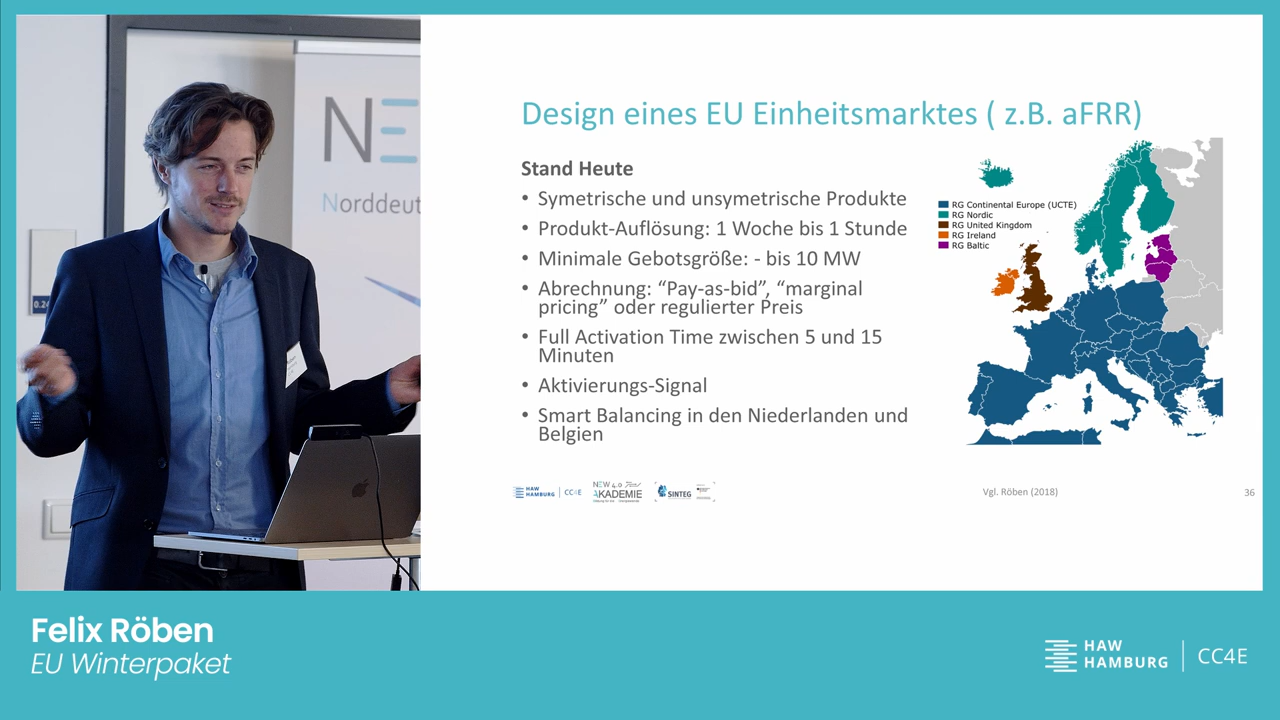 NE
Norddeut
0.24
Design eines EU Einheitsmarktes ( z.B. aFRR)
Stand Heute
• Symetrische und unsymetrische Produkte
• Produkt-Auflösung: 1 Woche bis 1 Stunde
• Minimale Gebotsgröße: - bis 10 MW
• Abrechnung: “Pay-as-bid”, “marginal
pricing” oder regulierter Preis
• Full Activation Time zwischen 5 und 15
Minuten
• Aktivierungs-Signal
• Smart Balancing in den Niederlanden und
Belgien
RG Continental Europe (UCTE)
RG Nordic
RG United Kingdom
RG Ireland
RG Baltic
HAW
HAMBURG | CC4E
NEW 4.0
AKADEMIE
SINTEG
Vgl. Röben (2018)
36
Felix Röben
EU Winterpaket
HAW
HAMBURG
CC4E